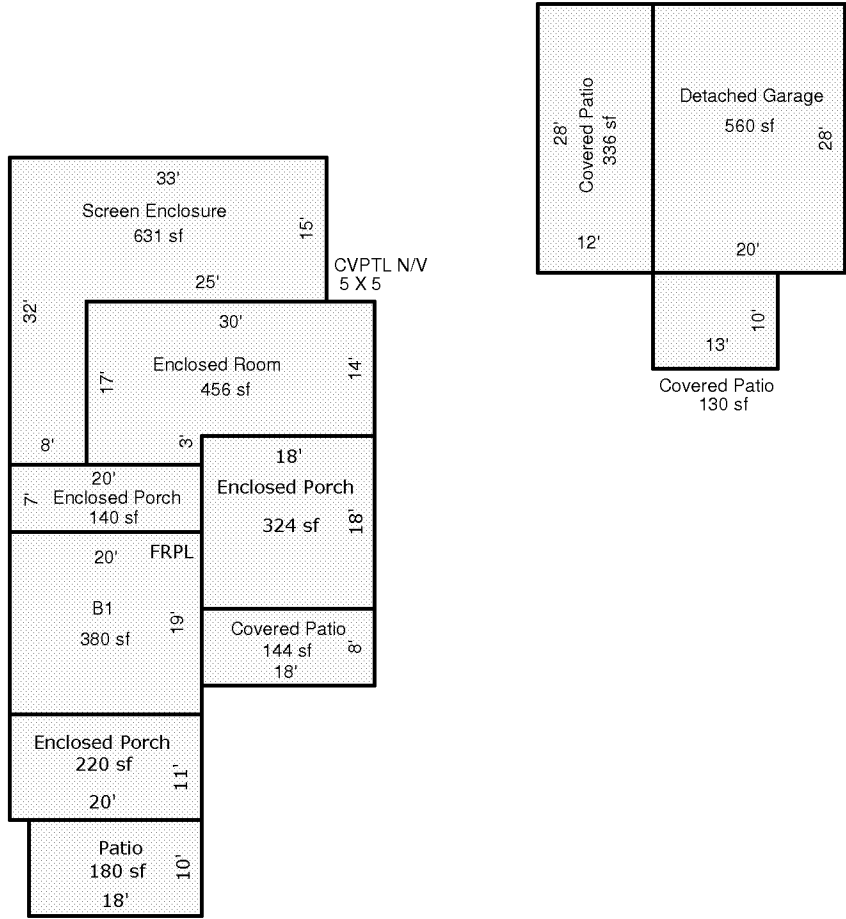 33'
Screen Enclosure
631 sf
15'
25'
32'
8'
CVPTL N/V
5 X 5
30'
Enclosed Room
456 sf
17'
14'
3'
20'
Enclosed Porch
140 sf
7'
18'
Enclosed Porch
324 sf
18'
20'
FRPL
B1
380 sf
19'
Covered Patio
144 sf
8'
18'
Enclosed Porch
220 sf
11'
20'
Patio
180 sf
10'
18'
28'
Covered Patio
336 sf
12'
Detached Garage
560 sf
28'
20'
10'
13'
Covered Patio
130 sf